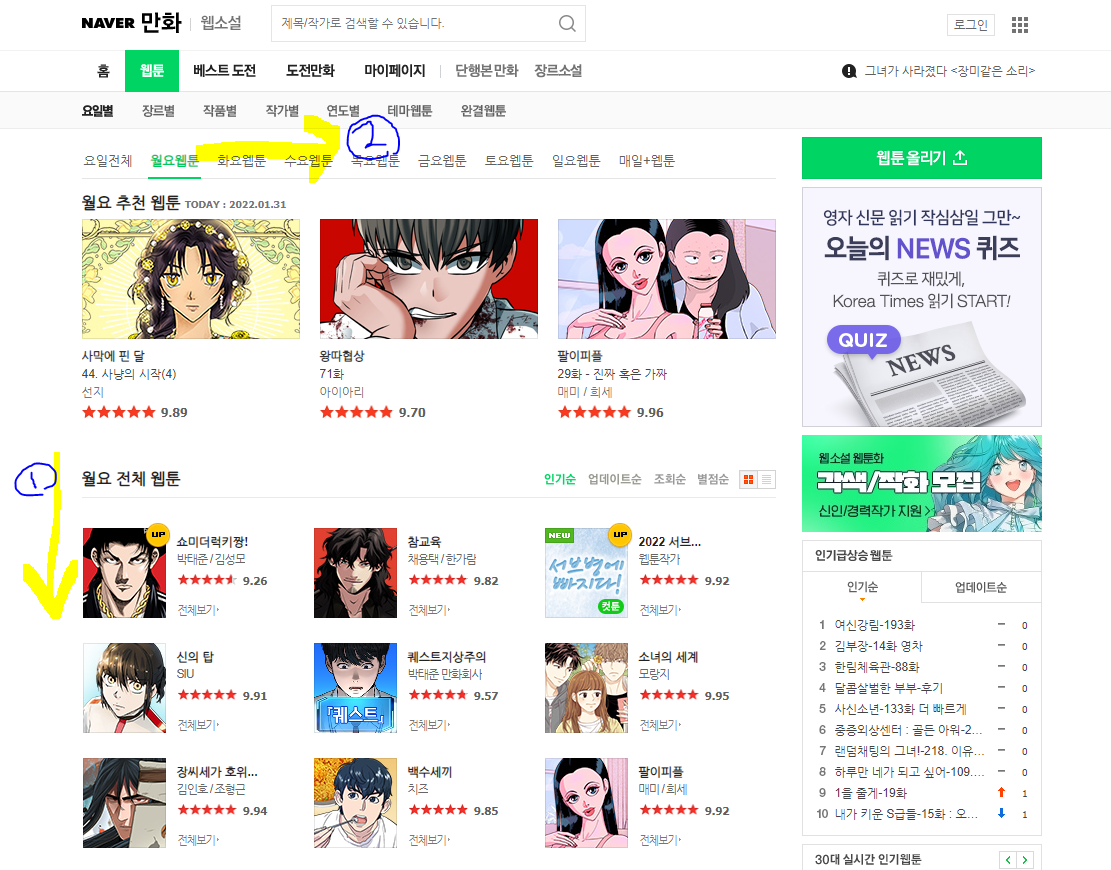 NAVER 만화 웹소설
제목/작가로 검색할 수 있습니다.
로그인
홈 웹툰 베스트 도전 도전만화 마이페이지 단행본만화 장르소설
그녀가 사라졌다 <장미같은 소리>
요일별 장르별 작품별 작가별 연도별 테마웹툰 완결웹툰
2
요일전체 월요웹툰 화요웹툰 수요웹툰 목요웹툰 금요웹툰 토요웹툰 일요웹툰 매일+웹툰
웹툰 올리기
월요 추천 웹툰 TODAY : 2022.01.31
사막에 핀 달
44. 사냥의 시작(4)
선지
9.89
왕따협상
71화
아이아리
9.70
팔이피플
29화 - 진짜 혹은 가짜
매미 / 희세
9.96
영자 신문 읽기 작심삼일 그만~
오늘의 NEWS 퀴즈
퀴즈로 재밌게,
Korea Times 읽기 START!
QUIZ
NEWS
웹소설 웹툰화
각색/작화 모집
신인/경력작가 지원 >
1
월요 전체 웹툰
인기순 업데이트순 조회순 별점순
UP
쇼미더럭키짱!
박태준 / 김성모
9.26
전체보기
참교육
채용택 / 한가람
9.82
전체보기
NEW
UP
서브병에
빠지다!
컷툰
2022 서브...
웹툰작가
9.92
전체보기
신의 탑
SIU
9.91
전체보기
『퀘스트』
퀘스트지상주의
박태준 만화회사
9.57
전체보기
소녀의 세계
모랑지
9.95
전체보기
장씨세가 호위...
김인호 / 조형근
9.94
전체보기
백수세끼
치즈
9.85
전체보기
팔이피플
매미 / 희세
9.92
전체보기
인기급상승 웹툰
인기순 업데이트순
1 여신강림-193화 0
2 김부장-14화 영차 0
3 한림체육관-88화 0
4 달콤살벌한 부부-후기 0
5 사신소년-133화 더 빠르게 0
6 중증외상센터 : 골든 아워-2... 0
7 랜덤채팅의 그녀!-218. 이유... 0
8 하루만 네가 되고 싶어-109.... 0
9 1을 줄게-19화 1
10 내가 키운 S급들-15화 : 오... 1
30대 실시간 인기웹툰